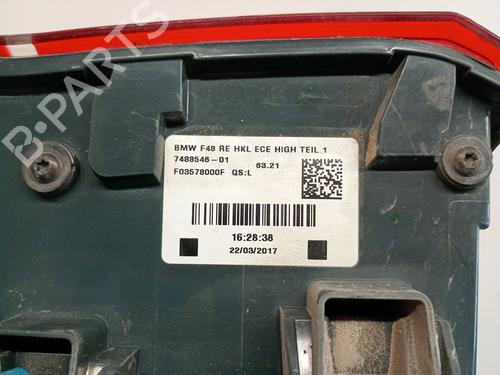 BMW F48 RE HKL ECE HIGH TEIL 1
7488546-01 63.21
F03578000F QS:L
16:28:38
22/03/2017
B-PARTS